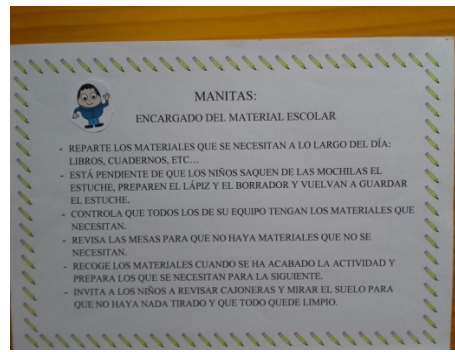 MANITAS:
ENCARGADO DEL MATERIAL ESCOLAR
- REPARTE LOS MATERIALES QUE SE NECESITAN A LO LARGO DEL DÍA:
LIBROS, CUADERNOS, ETC…
- ESTÁ PENDIENTE DE QUE LOS NIÑOS SAQUEN DE LAS MOCHILAS EL
ESTUCHE, PREPAREN EL LÁPIZ Y EL BORRADOR Y VUELVAN A GUARDAR
EL ESTUCHE.
- CONTROLA QUE TODOS LOS DE SU EQUIPO TENGAN LOS MATERIALES QUE
NECESITAN.
- REVISA LAS MESAS PARA QUE NO HAYA MATERIALES QUE NO SE
NECESITAN.
- RECOGE LOS MATERIALES CUANDO SE HA ACABADO LA ACTIVIDAD Y
PREPARA LOS QUE SE NECESITAN PARA LA SIGUIENTE.
- INVITA A LOS NIÑOS A REVISAR CAJONERAS Y MIRAR EL SUELO PARA
QUE NO HAYA NADA TIRADO Y QUE TODO QUEDE LIMPIO.